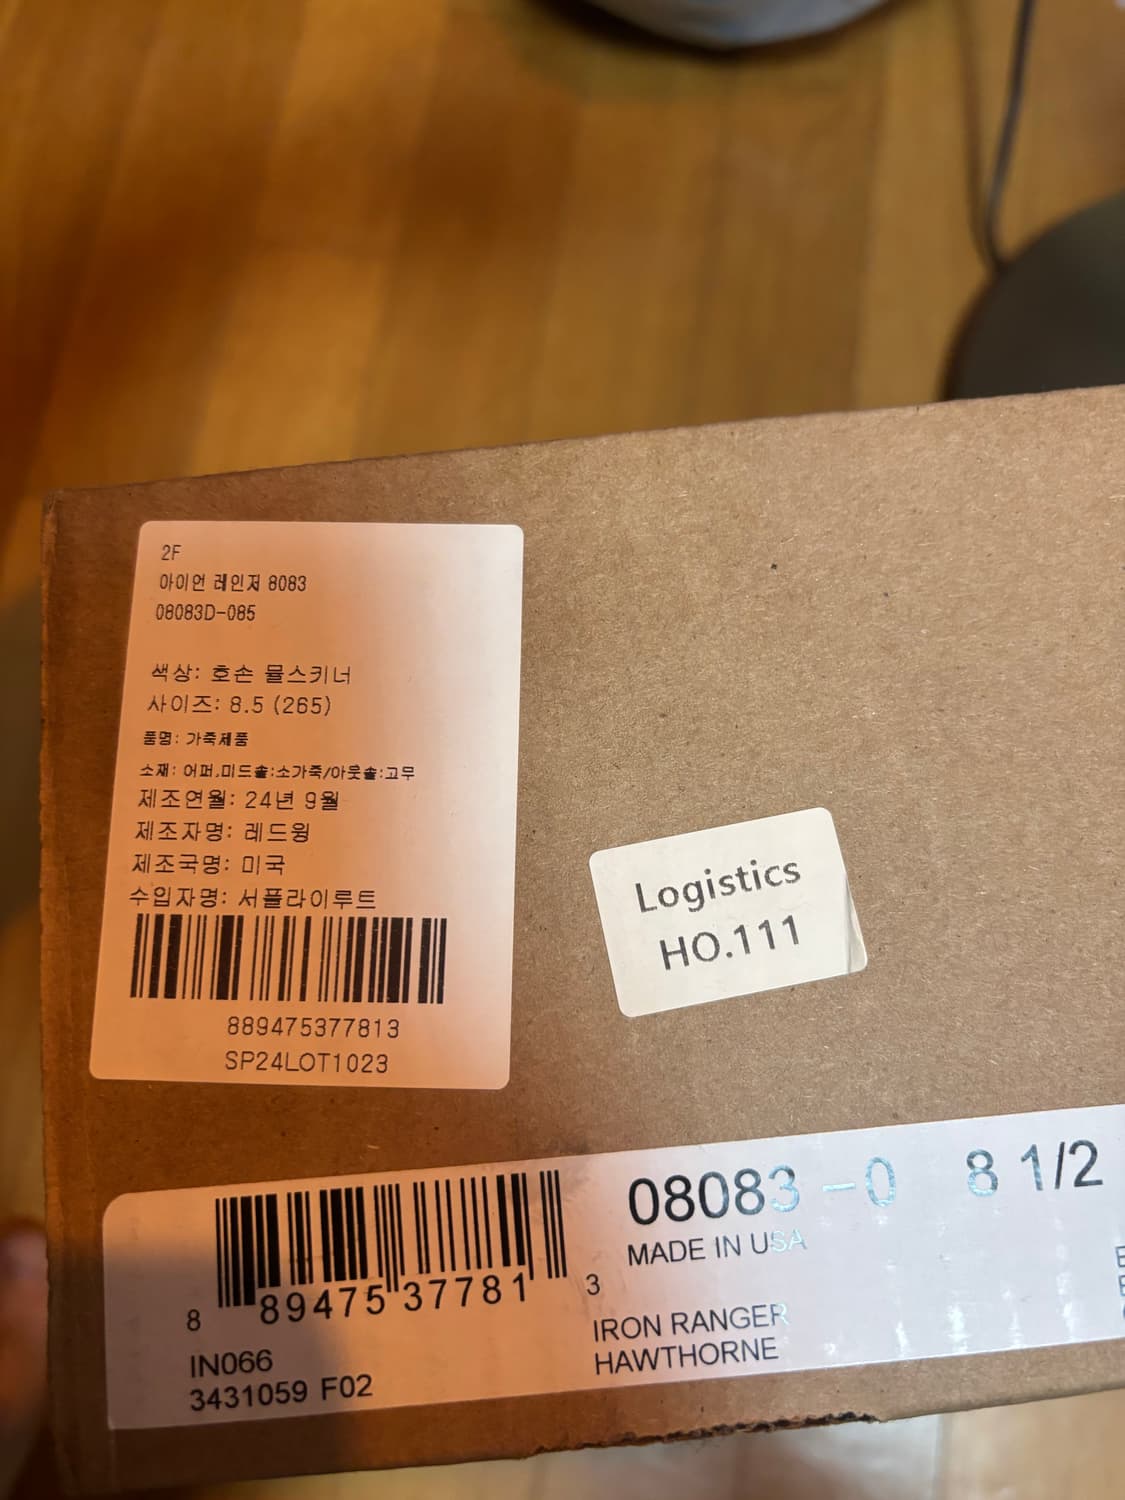 2F
아이언 레인저 8083
08083D-085
색상: 호손 뮬스키너
사이즈: 8.5 (265)
품명: 가죽제품
소재: 어퍼,미드솔:소가죽/아웃솔:고무
제조연월: 24년 9월
제조자명: 레드윙
제조국명: 미국
수입자명: 서플라이루트
889475377813
SP24LOT1023
Logistics
HO.111
08083 -0 8 1/2
MADE IN USA
8 89475 37781 3
IRON RANGER
HAWTHORNE
IN066
3431059 F02